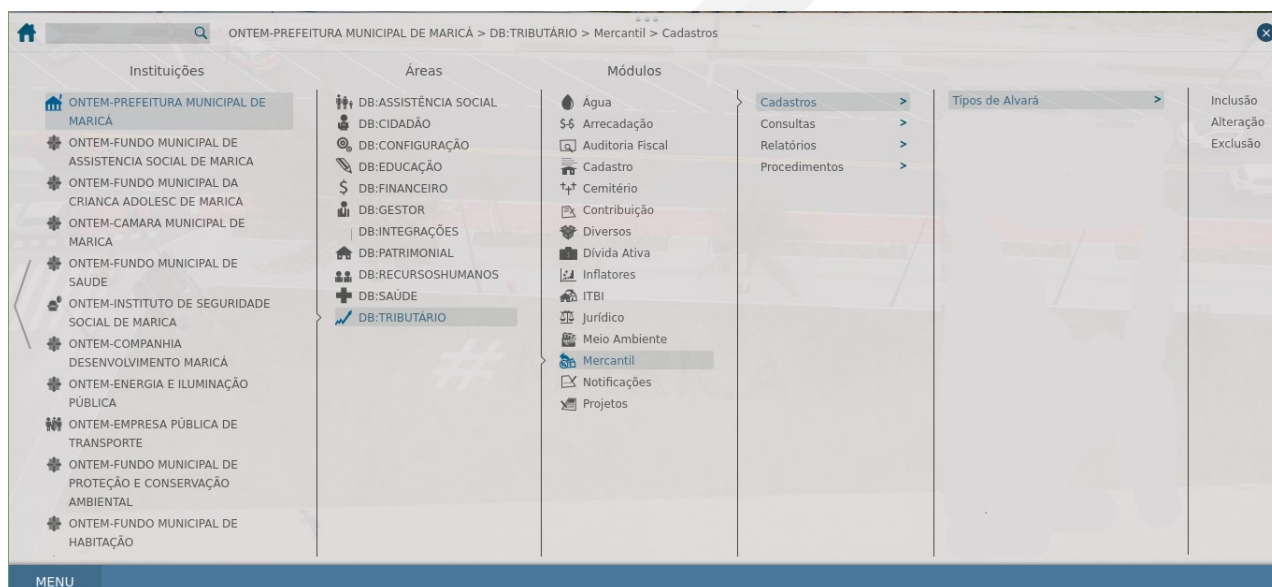 ONTEM-PREFEITURA MUNICIPAL DE MARICÁ > DB:TRIBUTÁRIO > Mercantil > Cadastros
Instituições
ONTEM-PREFEITURA MUNICIPAL DE
MARICÁ
ONTEM-FUNDO MUNICIPAL DE
ASSISTENCIA SOCIAL DE MARICA
ONTEM-FUNDO MUNICIPAL DA
CRIANCA ADOLESC DE MARICA
ONTEM-CAMARA MUNICIPAL DE
MARICA
ONTEM-FUNDO MUNICIPAL DE
SAUDE
ONTEM-INSTITUTO DE SEGURIDADE
SOCIAL DE MARICA
ONTEM-COMPANHIA
DESENVOLVIMENTO MARICÁ
ONTEM-ENERGIA E ILUMINAÇÃO
PÚBLICA
ONTEM-EMPRESA PÚBLICA DE
TRANSPORTE
ONTEM-FUNDO MUNICIPAL DE
PROTEÇÃO E CONSERVAÇÃO
AMBIENTAL
ONTEM-FUNDO MUNICIPAL DE
HABITAÇÃO
Áreas
DB:ASSISTÊNCIA SOCIAL
DB:CIDADÃO
DB:CONFIGURAÇÃO
DB:EDUCAÇÃO
DB:FINANCEIRO
DB:GESTOR
DB:INTEGRAÇÕES
DB:PATRIMONIAL
DB:RECURSOSHUMANOS
DB:SAÚDE
DB:TRIBUTÁRIO
Módulos
Água
Arrecadação
Auditoria Fiscal
Cadastro
Cemitério
Contribuição
Diversos
Dívida Ativa
Inflatores
ITBI
Jurídico
Meio Ambiente
Mercantil
Notificações
Projetos
Cadastros >
Consultas >
Relatórios >
Procedimentos >
Tipos de Alvará >
Inclusão
Alteração
Exclusão
MENU